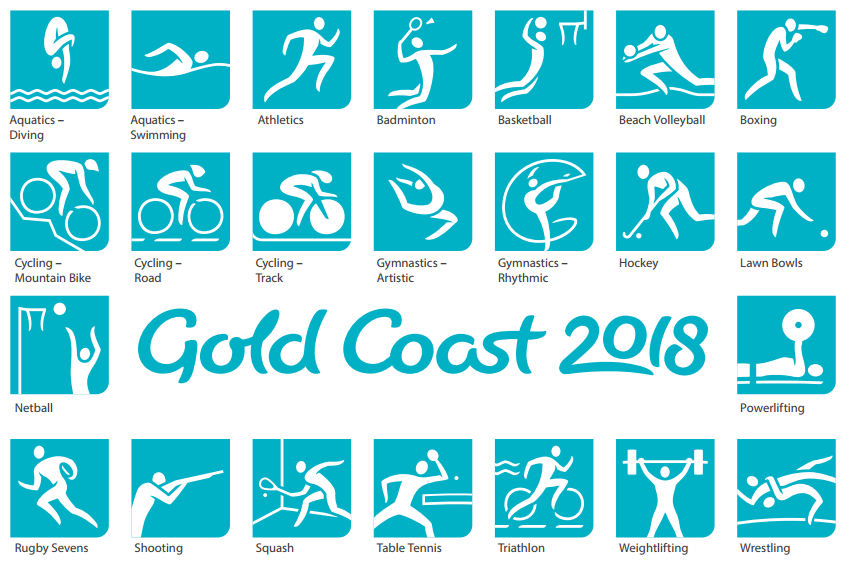 Aquatics –
Diving
Aquatics –
Swimming
Athletics
Badminton
Basketball
Beach Volleyball
Boxing
Cycling –
Mountain Bike
Cycling –
Road
Cycling –
Track
Gymnastics –
Artistic
Gymnastics –
Rhythmic
Hockey
Lawn Bowls
Netball
Gold Coast 2018
Powerlifting
Rugby Sevens
Shooting
Squash
Table Tennis
Triathlon
Weightlifting
Wrestling